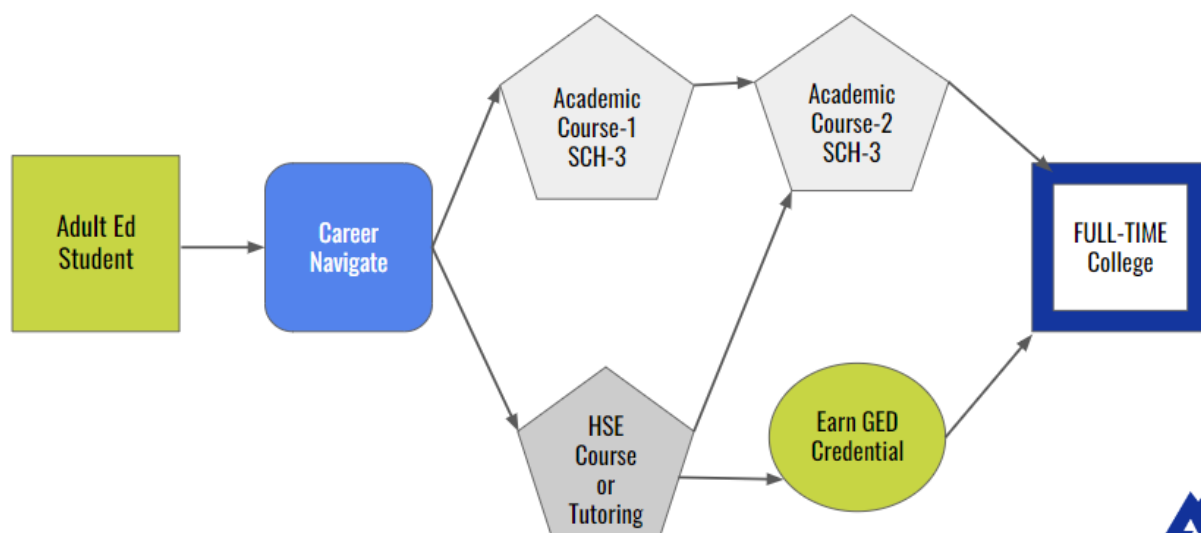 Adult Ed
Student
Career
Navigate
Academic
Course-1
SCH-3
Academic
Course-2
SCH-3
HSE
Course
or
Tutoring
Earn GED
Credential
FULL-TIME
College